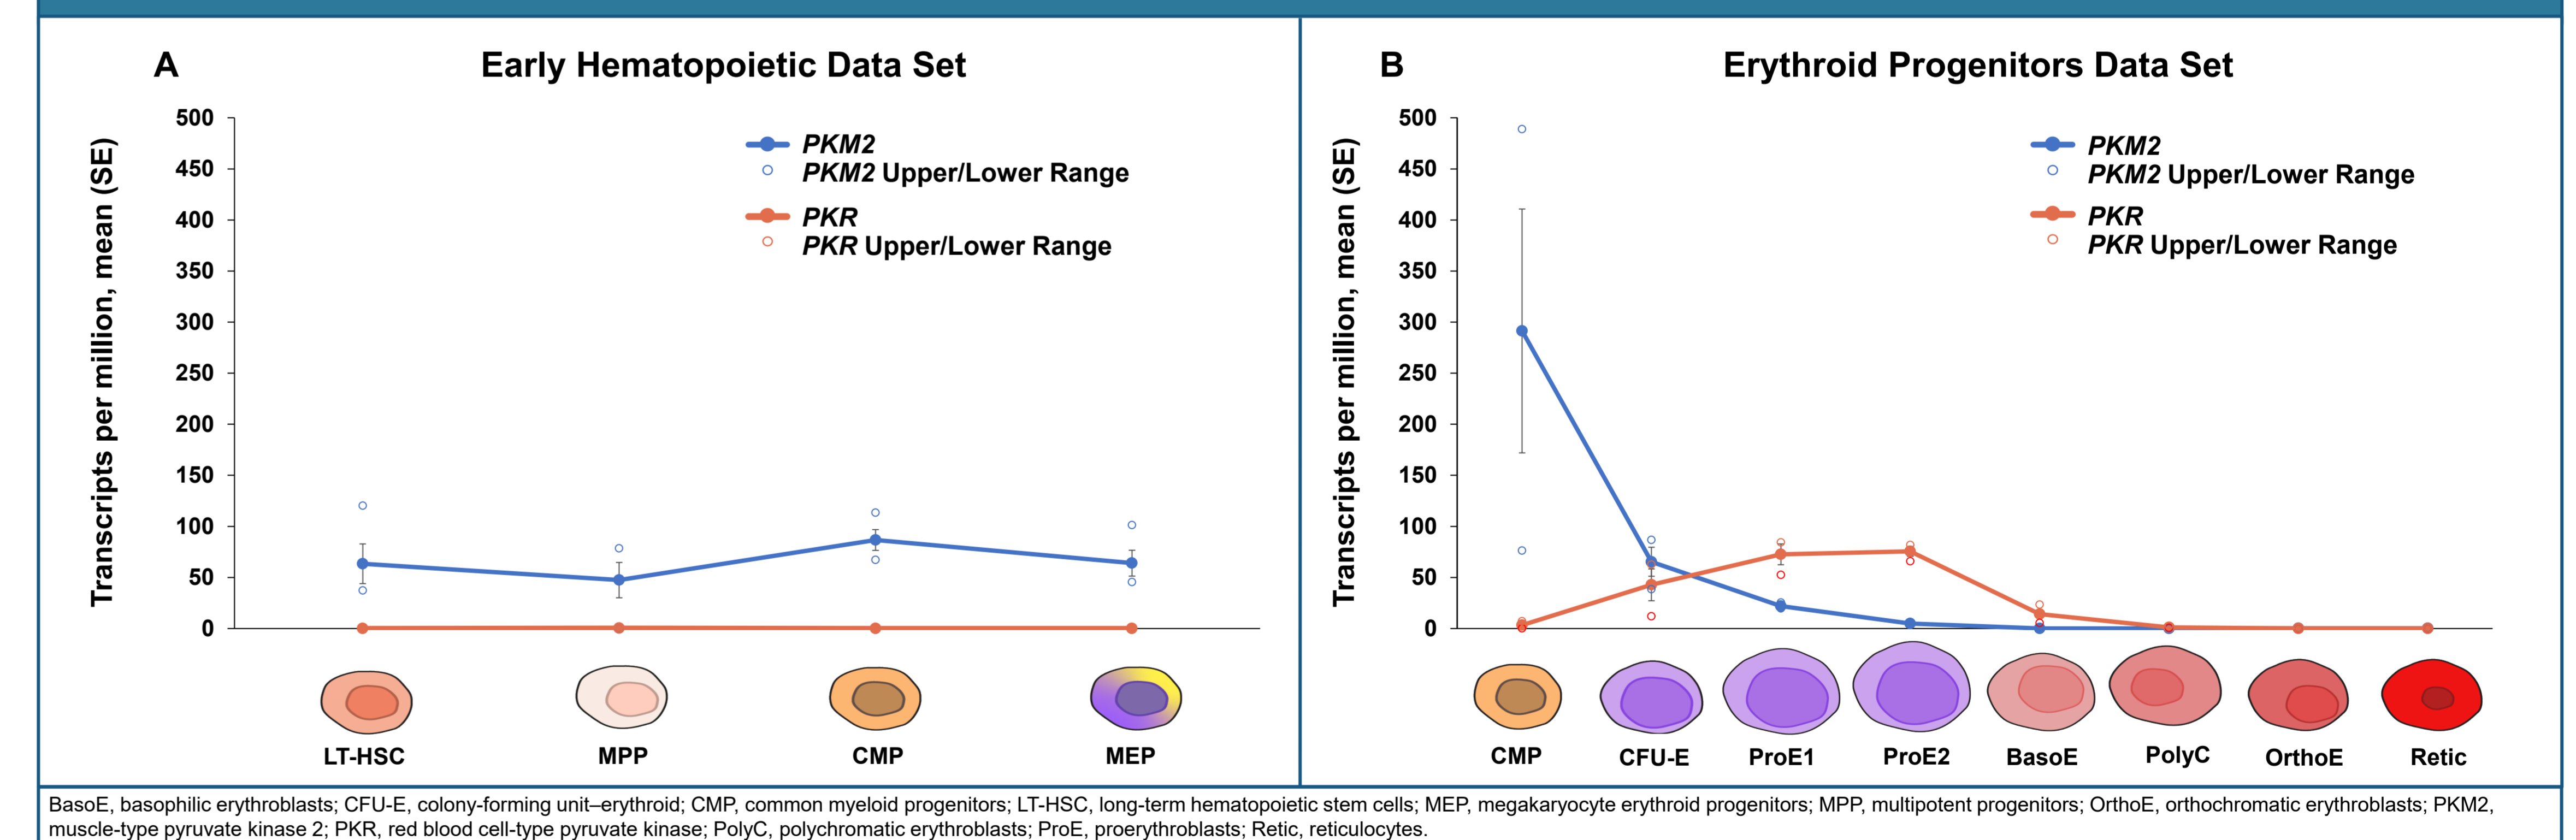 A
Early Hematopoietic Data Set
Transcripts per million, mean (SE)
500
450
400
350
300
250
200
150
100
50
0
PKM2
PKM2 Upper/Lower Range
PKR
PKR Upper/Lower Range
LT-HSC
MPP
CMP
MEP
B
Erythroid Progenitors Data Set
Transcripts per million, mean (SE)
500
450
400
350
300
250
200
150
100
50
0
PKM2
PKM2 Upper/Lower Range
PKR
PKR Upper/Lower Range
CMP
CFU-E
ProE1
ProE2
BasoE
PolyC
OrthoE
Retic
BasoE, basophilic erythroblasts; CFU-E, colony-forming unit–erythroid; CMP, common myeloid progenitors; LT-HSC, long-term hematopoietic stem cells; MEP, megakaryocyte erythroid progenitors; MPP, multipotent progenitors; OrthoE, orthochromatic erythroblasts; PKM2,
muscle-type pyruvate kinase 2; PKR, red blood cell-type pyruvate kinase; PolyC, polychromatic erythroblasts; ProE, proerythroblasts; Retic, reticulocytes.